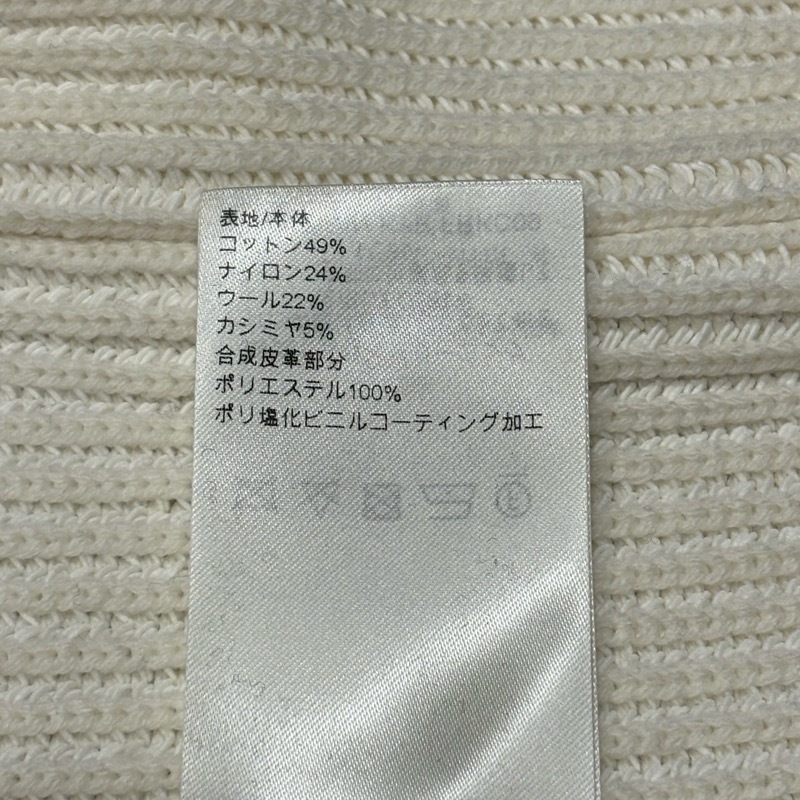 表地/本体
コットン49%
ナイロン24%
ウール22%
カシミヤ5%
合成皮革部分
ポリエステル100%
ポリ塩化ビニルコーティング加工